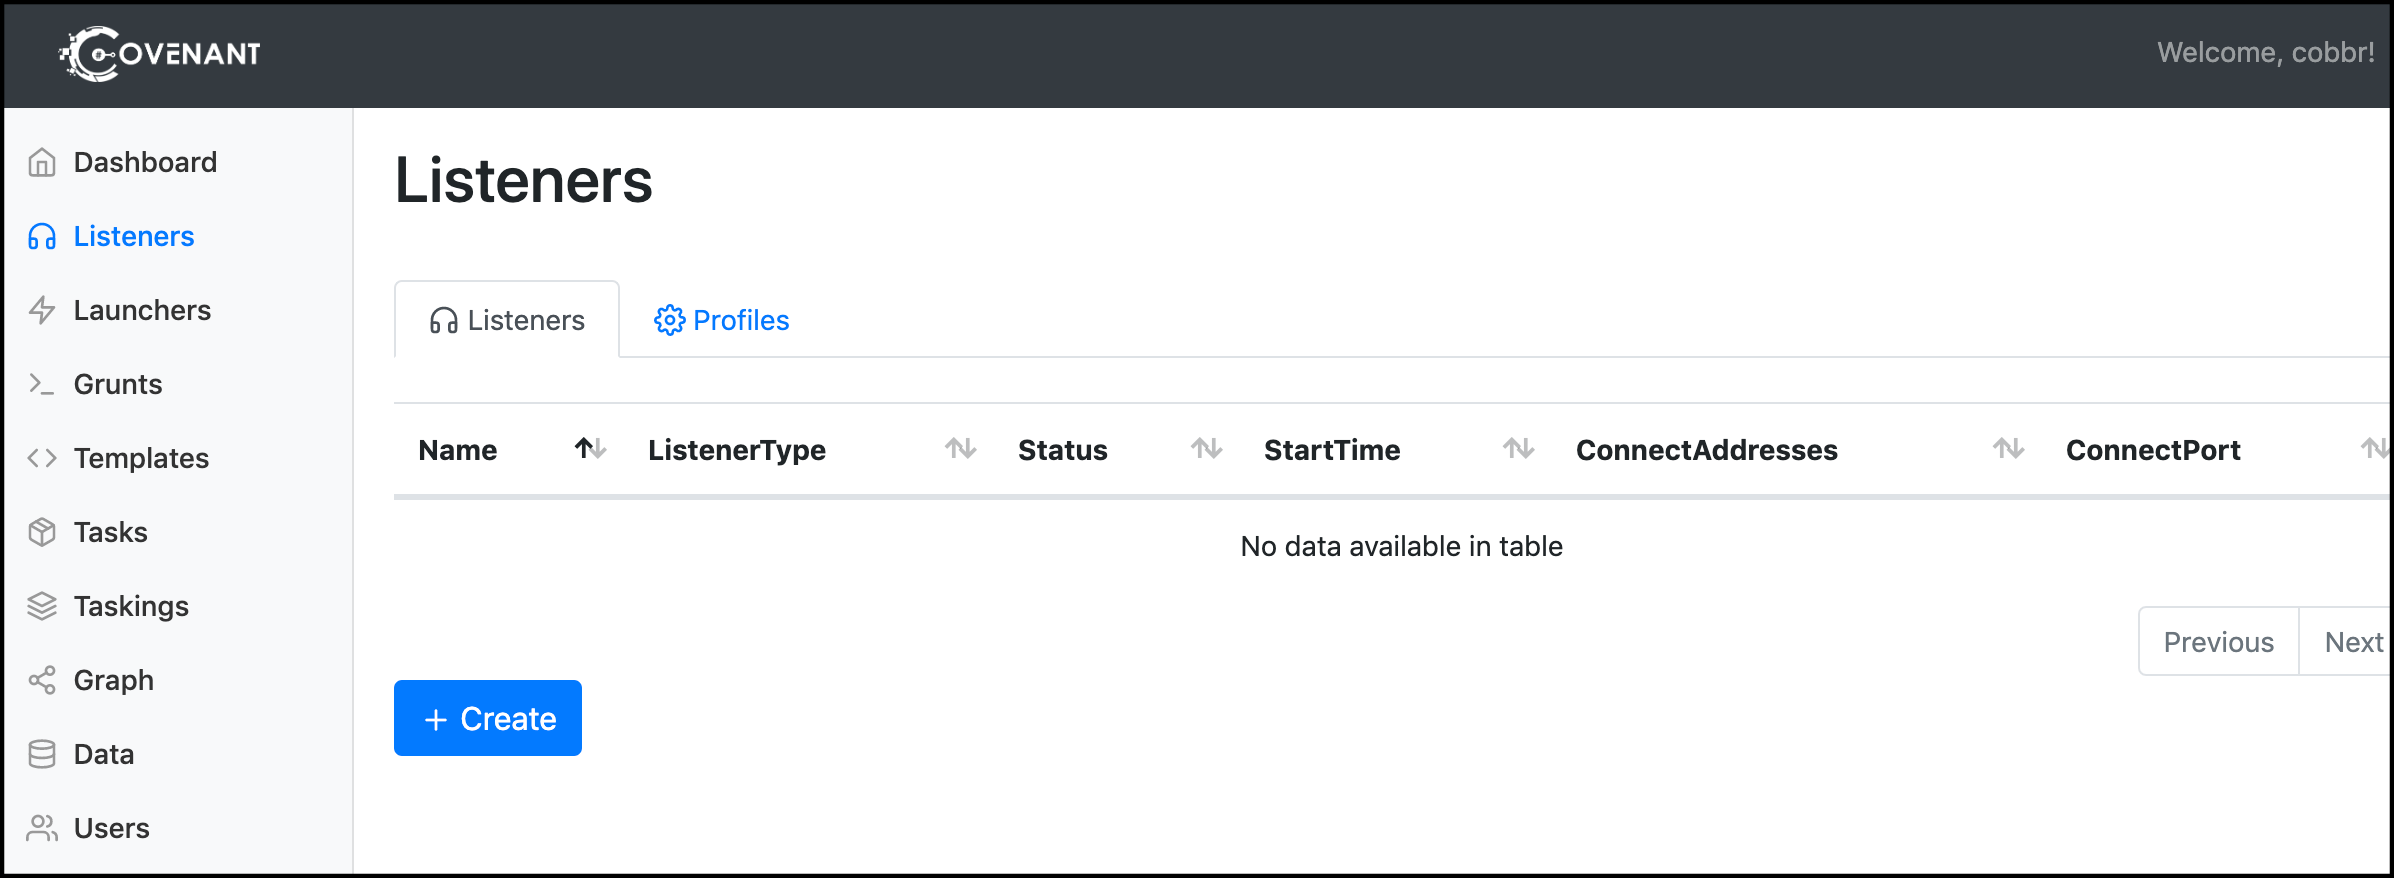 COVENANT
Welcome, cobbr!
Dashboard
Listeners
Launchers
Grunts
Templates
Tasks
Taskings
Graph
Data
Users
Listeners
Listeners Profiles
Name ListenerType Status StartTime ConnectAddresses ConnectPort
No data available in table
Previous Next
+ Create